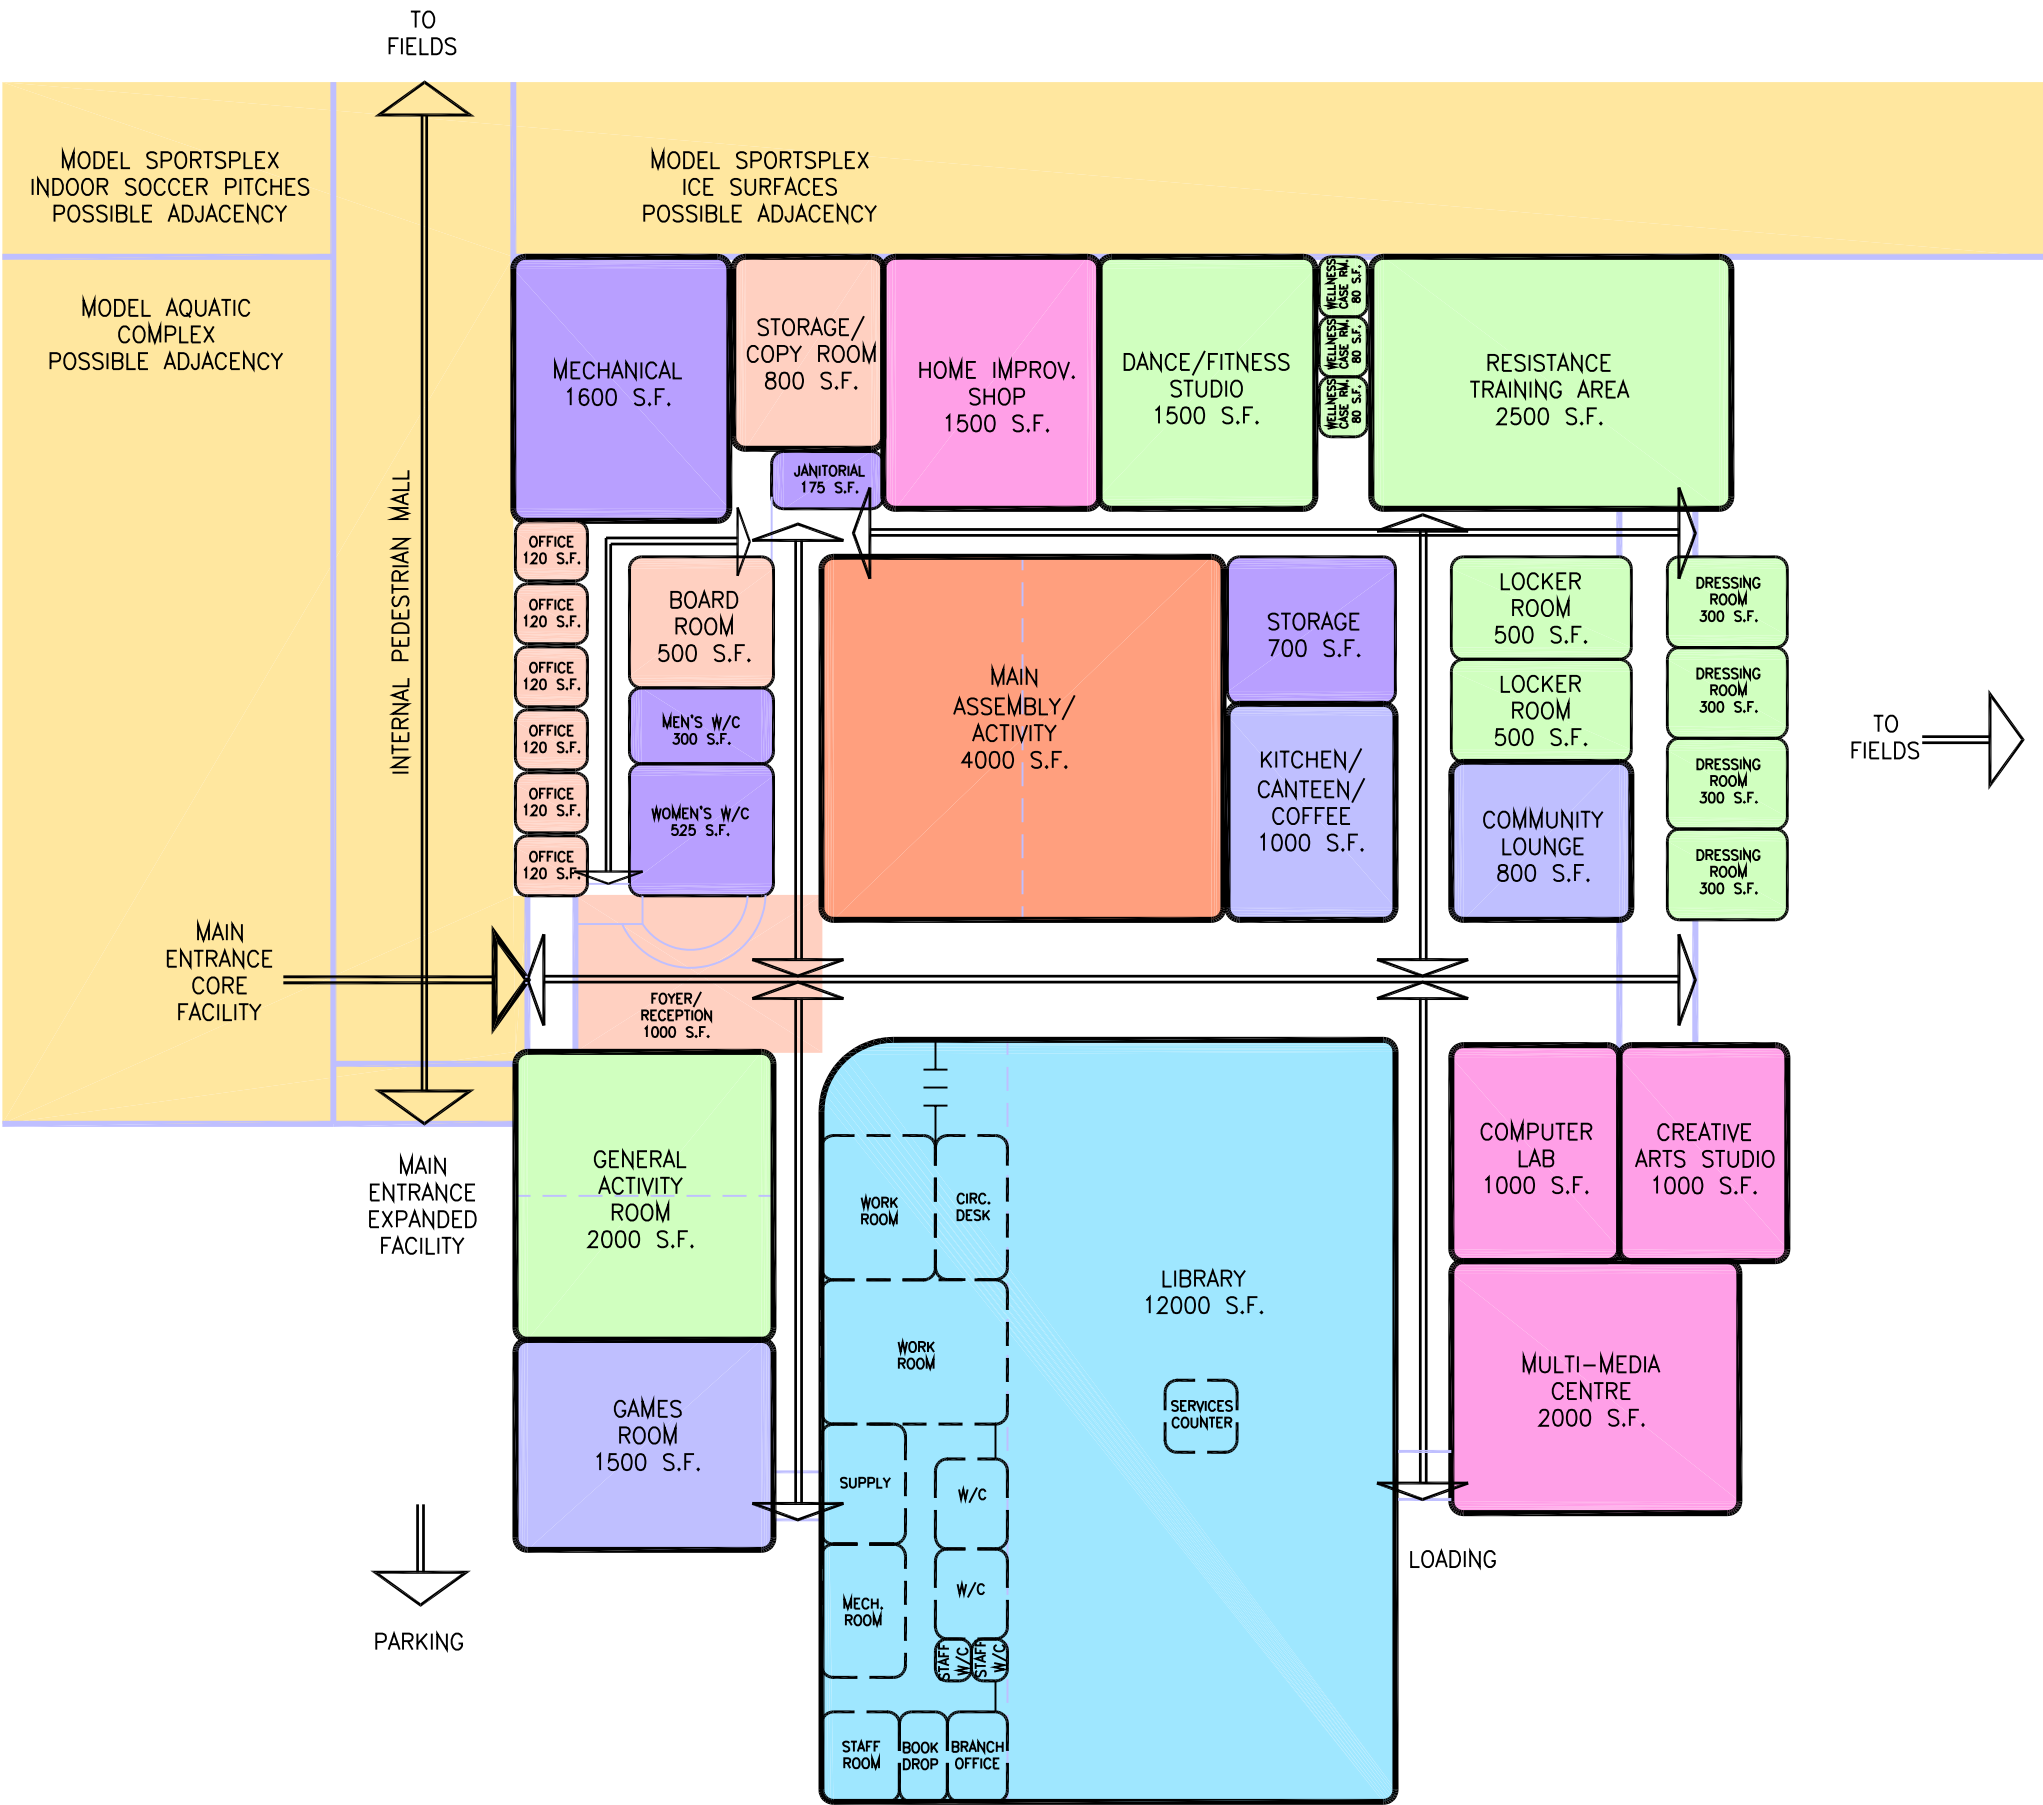 TO
FIELDS
MODEL SPORTSPLEX
INDOOR SOCCER PITCHES
POSSIBLE ADJACENCY
MODEL SPORTSPLEX
ICE SURFACES
POSSIBLE ADJACENCY
MODEL AQUATIC
COMPLEX
POSSIBLE ADJACENCY
INTERNAL PEDESTRIAN MALL
MECHANICAL
1600 S.F.
STORAGE/
COPY ROOM
800 S.F.
JANITORIAL
175 S.F.
HOME IMPROV.
SHOP
1500 S.F.
DANCE/FITNESS
STUDIO
1500 S.F.
WELLNESS
CASE RM.
80 S.F.
WELLNESS
CASE RM.
80 S.F.
WELLNESS
CASE RM.
80 S.F.
RESISTANCE
TRAINING AREA
2500 S.F.
OFFICE
120 S.F.
OFFICE
120 S.F.
OFFICE
120 S.F.
OFFICE
120 S.F.
OFFICE
120 S.F.
OFFICE
120 S.F.
BOARD
ROOM
500 S.F.
MEN'S W/C
300 S.F.
WOMEN'S W/C
525 S.F.
MAIN
ASSEMBLY/
ACTIVITY
4000 S.F.
STORAGE
700 S.F.
KITCHEN/
CANTEEN/
COFFEE
1000 S.F.
LOCKER
ROOM
500 S.F.
LOCKER
ROOM
500 S.F.
COMMUNITY
LOUNGE
800 S.F.
DRESSING
ROOM
300 S.F.
DRESSING
ROOM
300 S.F.
DRESSING
ROOM
300 S.F.
DRESSING
ROOM
300 S.F.
TO
FIELDS
MAIN
ENTRANCE
CORE
FACILITY
FOYER/
RECEPTION
1000 S.F.
MAIN
ENTRANCE
EXPANDED
FACILITY
GENERAL
ACTIVITY
ROOM
2000 S.F.
GAMES
ROOM
1500 S.F.
PARKING
WORK
ROOM
CIRC.
DESK
WORK
ROOM
LIBRARY
12000 S.F.
SERVICES
COUNTER
SUPPLY
W/C
W/C
MECH.
ROOM
STAFF
W/C
STAFF
W/C
STAFF
ROOM
BOOK
DROP
BRANCH
OFFICE
COMPUTER
LAB
1000 S.F.
CREATIVE
ARTS STUDIO
1000 S.F.
MULTI-MEDIA
CENTRE
2000 S.F.
LOADING